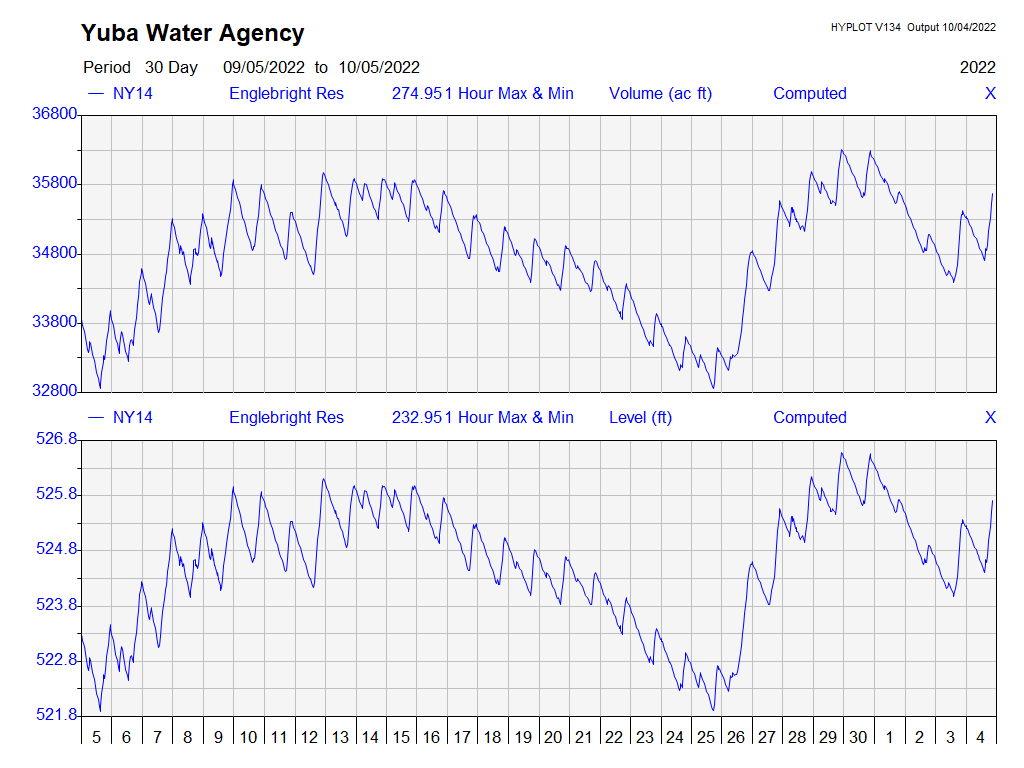 Yuba Water Agency
HYPLOT V134 Output 10/04/2022
Period 30 Day 09/05/2022 to 10/05/2022
2022
— NY14 Englebright Res 274.951 Hour Max & Min Volume (ac ft) Computed X
36800
35800
34800
33800
32800
— NY14 Englebright Res 232.951 Hour Max & Min Level (ft) Computed X
526.8
525.8
524.8
523.8
522.8
521.8
5 6 7 8 9 10 11 12 13 14 15 16 17 18 19 20 21 22 23 24 25 26 27 28 29 30 1 2 3 4